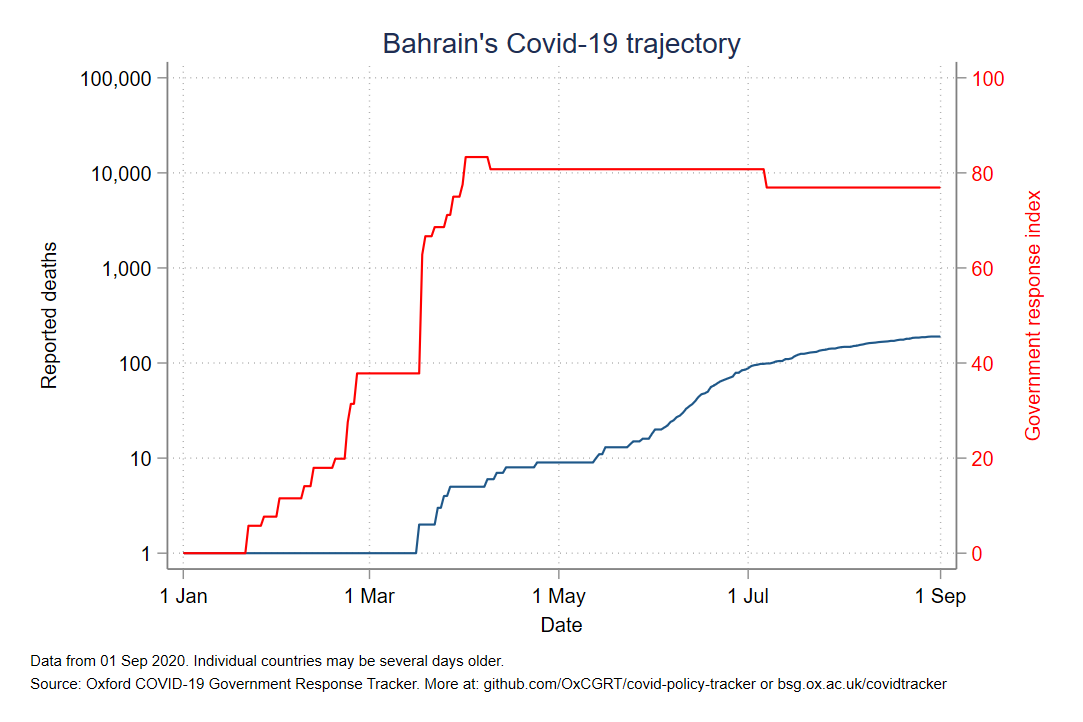 Bahrain's Covid-19 trajectory
100,000
10,000
1,000
100
10
1
Reported deaths
100
80
60
40
20
0
Government response index
1 Jan
1 Mar
1 May
1 Jul
1 Sep
Date
Data from 01 Sep 2020. Individual countries may be several days older.
Source: Oxford COVID-19 Government Response Tracker. More at: github.com/OxCGRT/covid-policy-tracker or bsg.ox.ac.uk/covidtracker